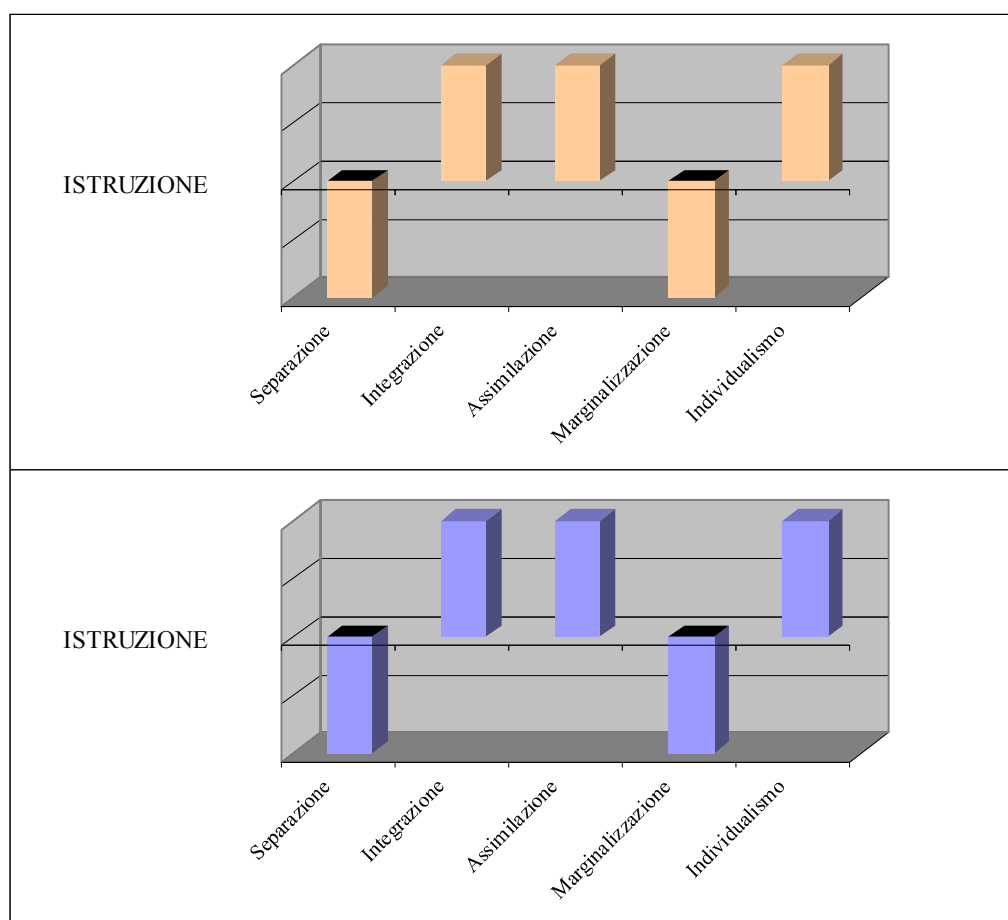 ISTRUZIONE
Separazione
Integrazione
Assimilazione
Marginalizzazione
Individualismo
ISTRUZIONE
Separazione
Integrazione
Assimilazione
Marginalizzazione
Individualismo